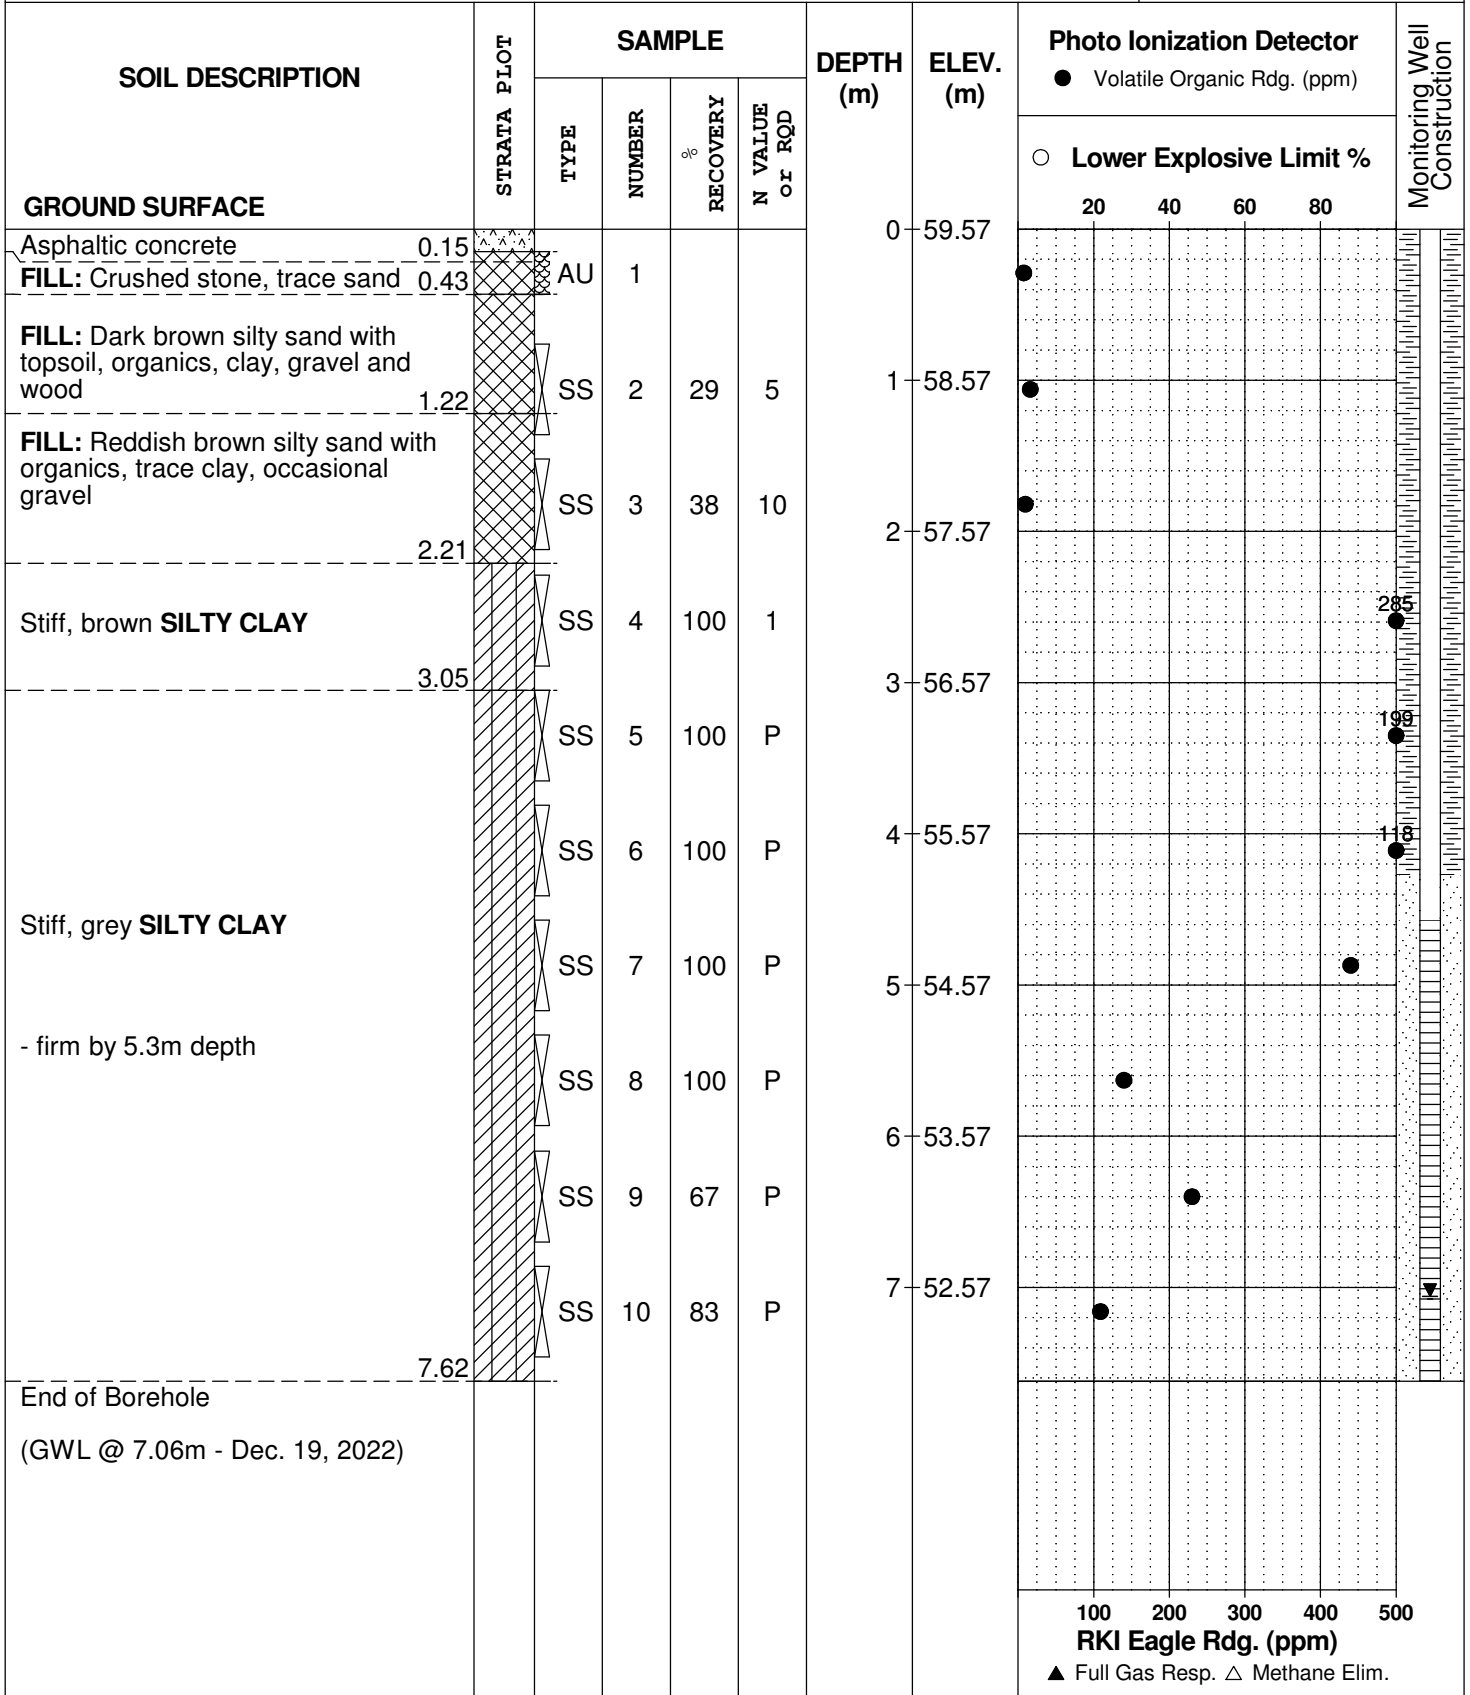 SOIL DESCRIPTION
GROUND SURFACE
STRATA PLOT
SAMPLE
TYPE
NUMBER
% RECOVERY
N VALUE or RQD
DEPTH (m)
ELEV. (m)
Photo Ionization Detector
● Volatile Organic Rdg. (ppm)
○ Lower Explosive Limit %
20 40 60 80
Monitoring Well Construction
0 59.57
Asphaltic concrete 0.15
FILL: Crushed stone, trace sand 0.43
AU 1
FILL: Dark brown silty sand with
topsoil, organics, clay, gravel and
wood
1.22
SS 2 29 5
1 58.57
FILL: Reddish brown silty sand with
organics, trace clay, occasional
gravel
2.21
SS 3 38 10
2 57.57
285
Stiff, brown SILTY CLAY
3.05
SS 4 100 1
3 56.57
199
SS 5 100 P
4 55.57
118
SS 6 100 P
Stiff, grey SILTY CLAY
SS 7 100 P
5 54.57
- firm by 5.3m depth
SS 8 100 P
6 53.57
SS 9 67 P
7 52.57
SS 10 83 P
7.62
End of Borehole
(GWL @ 7.06m - Dec. 19, 2022)
100 200 300 400 500
RKI Eagle Rdg. (ppm)
▲ Full Gas Resp. △ Methane Elim.